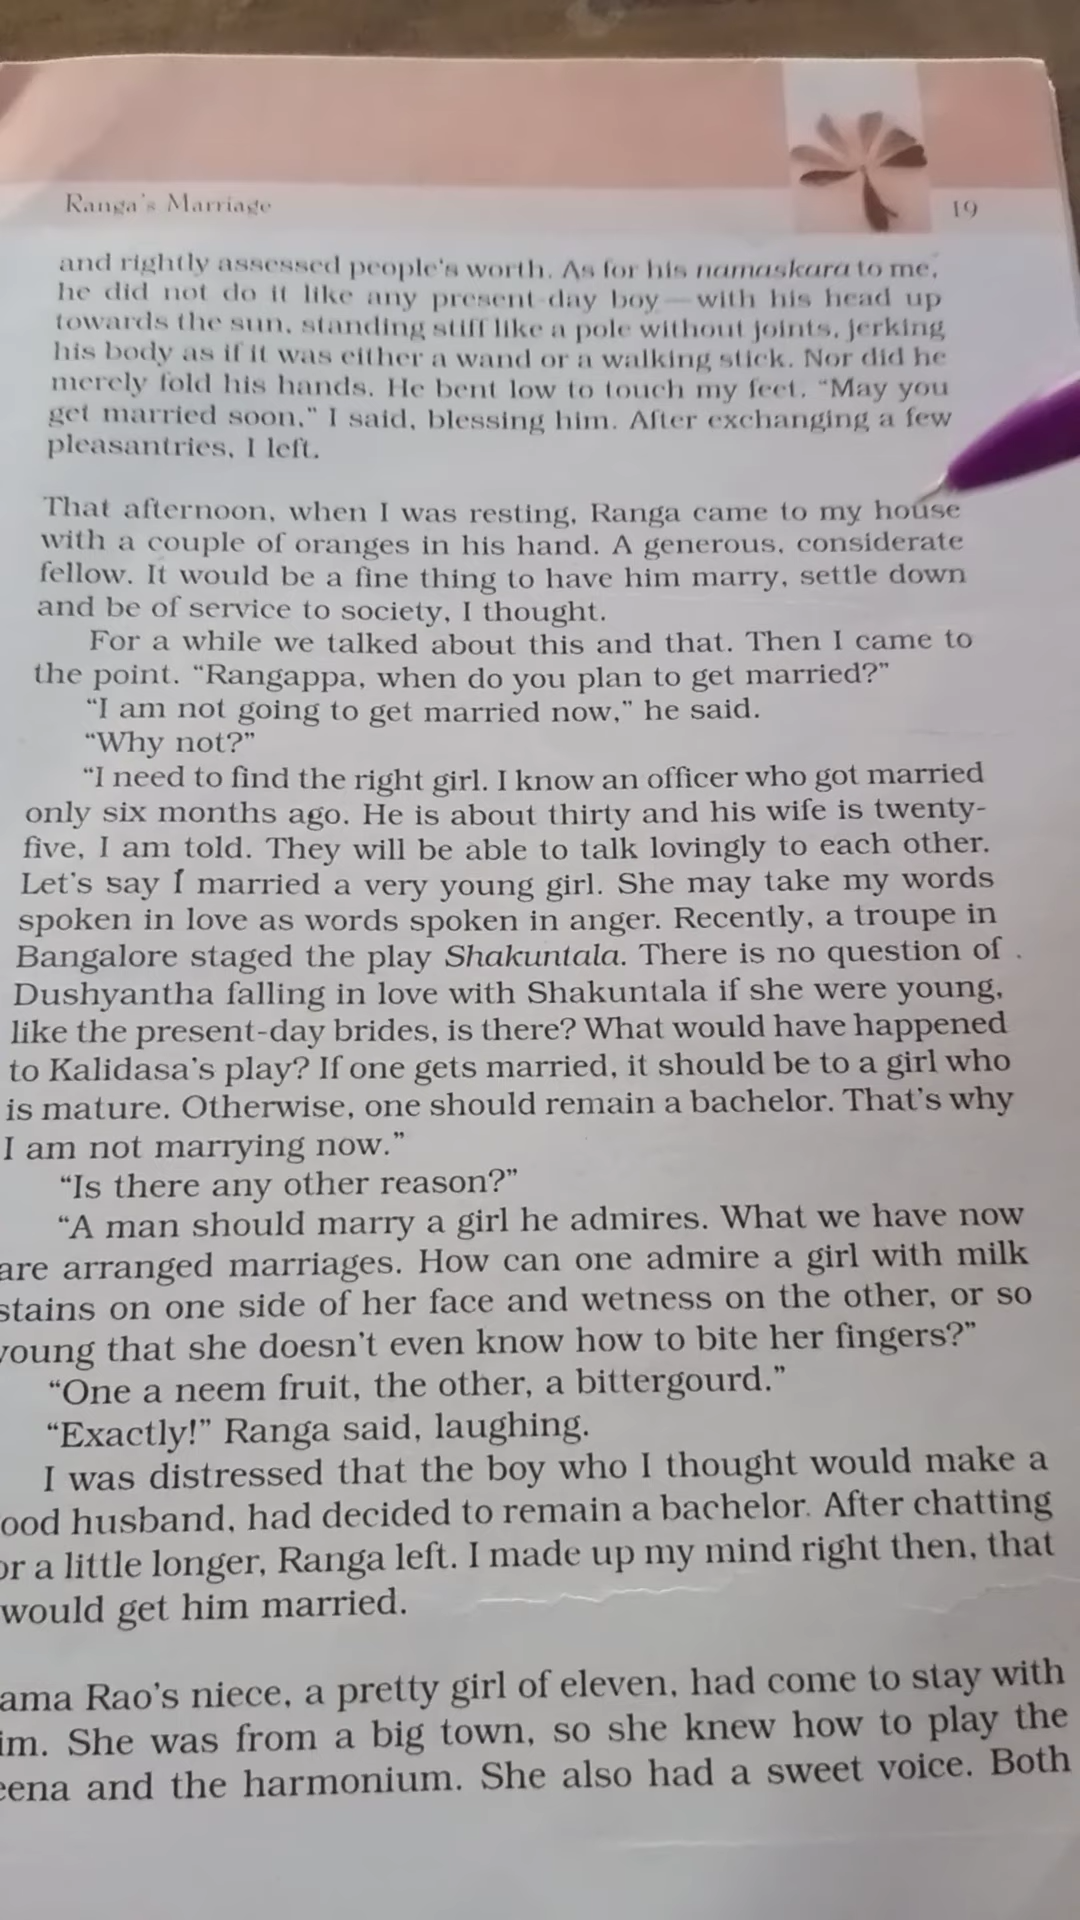 Ranga's Marriage
19
and rightly assessed people's worth. As for his namaskara to me,
he did not do it like any present-day boy — with his head up
towards the sun, standing stiff like a pole without joints, jerking
his body as if it was either a wand or a walking stick. Nor did he
merely fold his hands. He bent low to touch my feet. “May you
get married soon,” I said, blessing him. After exchanging a few
pleasantries, I left.
That afternoon, when I was resting, Ranga came to my house
with a couple of oranges in his hand. A generous, considerate
fellow. It would be a fine thing to have him marry, settle down
and be of service to society, I thought.
For a while we talked about this and that. Then I came to
the point. “Rangappa, when do you plan to get married?”
“I am not going to get married now,” he said.
“Why not?”
“I need to find the right girl. I know an officer who got married
only six months ago. He is about thirty and his wife is twenty-
five, I am told. They will be able to talk lovingly to each other.
Let’s say I married a very young girl. She may take my words
spoken in love as words spoken in anger. Recently, a troupe in
Bangalore staged the play Shakuntala. There is no question of
Dushyantha falling in love with Shakuntala if she were young,
like the present-day brides, is there? What would have happened
to Kalidasa’s play? If one gets married, it should be to a girl who
is mature. Otherwise, one should remain a bachelor. That’s why
I am not marrying now.”
“Is there any other reason?”
“A man should marry a girl he admires. What we have now
are arranged marriages. How can one admire a girl with milk
stains on one side of her face and wetness on the other, or so
young that she doesn’t even know how to bite her fingers?”
“One a neem fruit, the other, a bittergourd.”
“Exactly!” Ranga said, laughing.
I was distressed that the boy who I thought would make a
ood husband, had decided to remain a bachelor. After chatting
or a little longer, Ranga left. I made up my mind right then, that
would get him married.
ama Rao’s niece, a pretty girl of eleven, had come to stay with
im. She was from a big town, so she knew how to play the
eena and the harmonium. She also had a sweet voice. Both